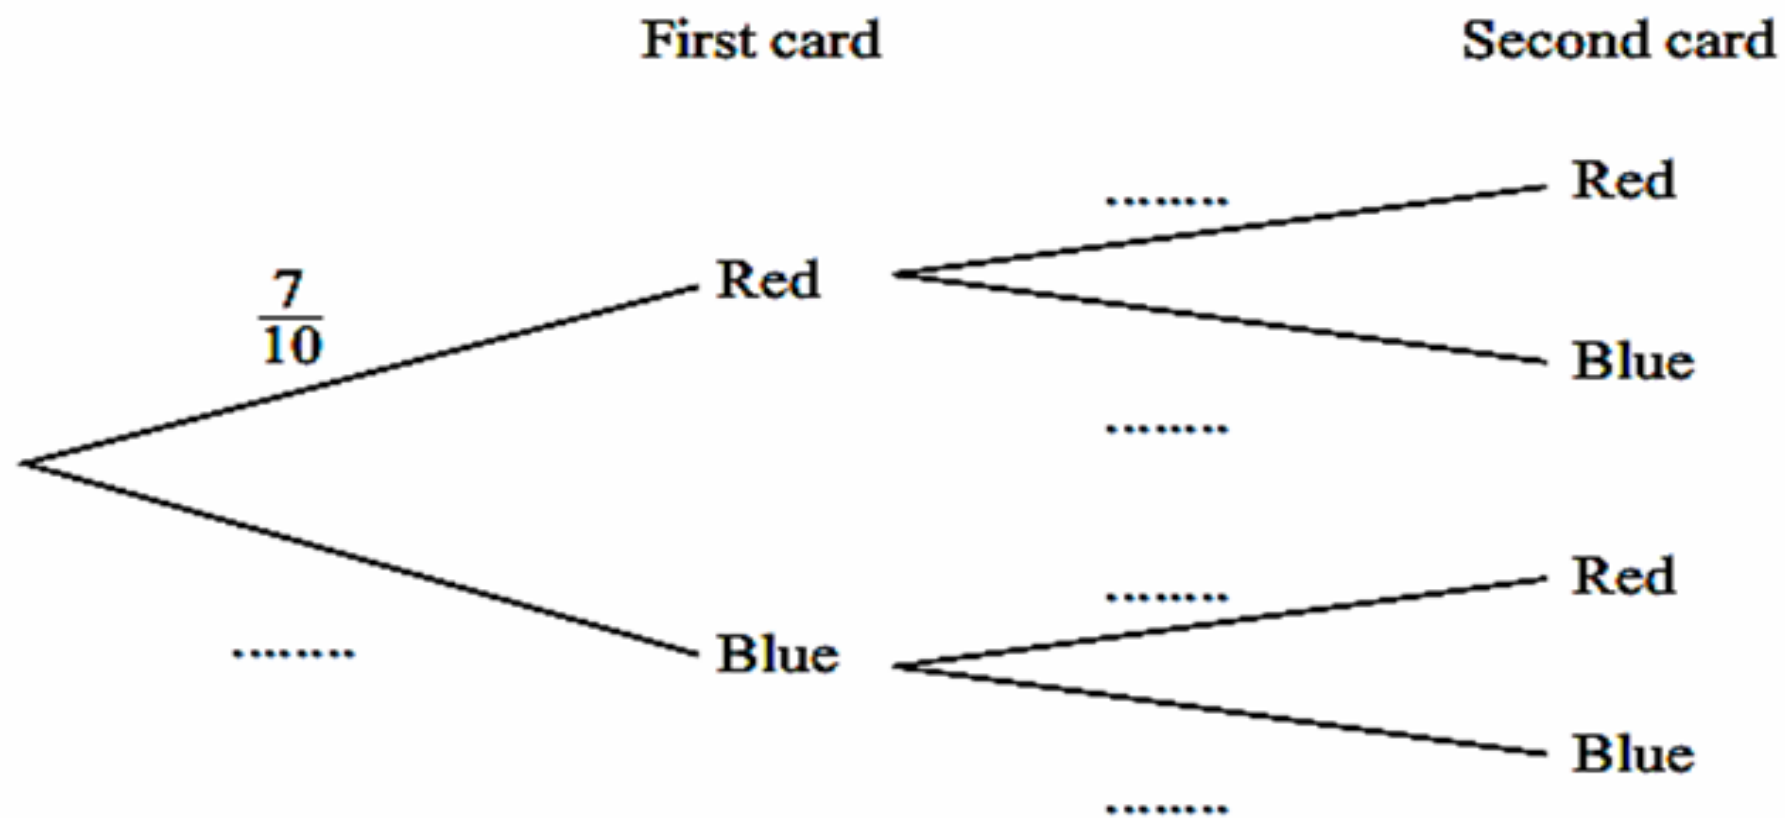 First card
Second card
........
Red
7
10
Red
Blue
........
........
Red
........
Blue
Blue
........